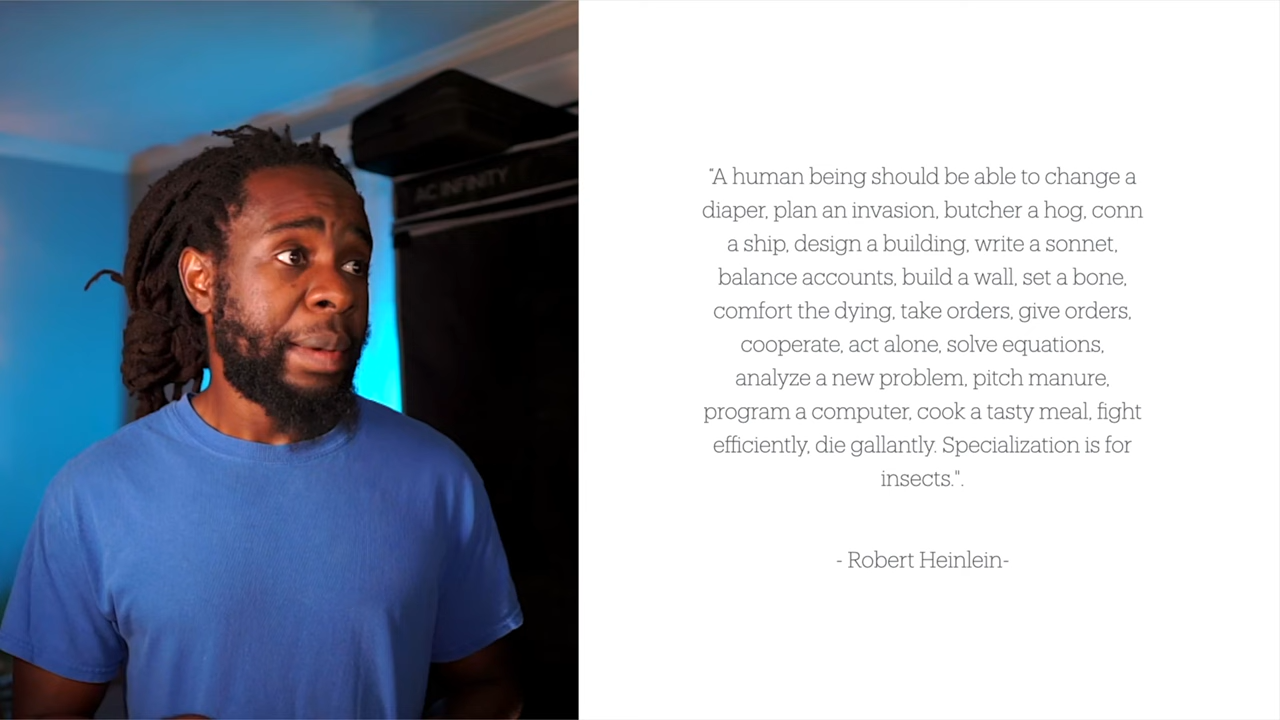 AC INFINITY
"A human being should be able to change a
diaper, plan an invasion, butcher a hog, conn
a ship, design a building, write a sonnet,
balance accounts, build a wall, set a bone,
comfort the dying, take orders, give orders,
cooperate, act alone, solve equations,
analyze a new problem, pitch manure,
program a computer, cook a tasty meal, fight
efficiently, die gallantly. Specialization is for
insects.".
- Robert Heinlein-